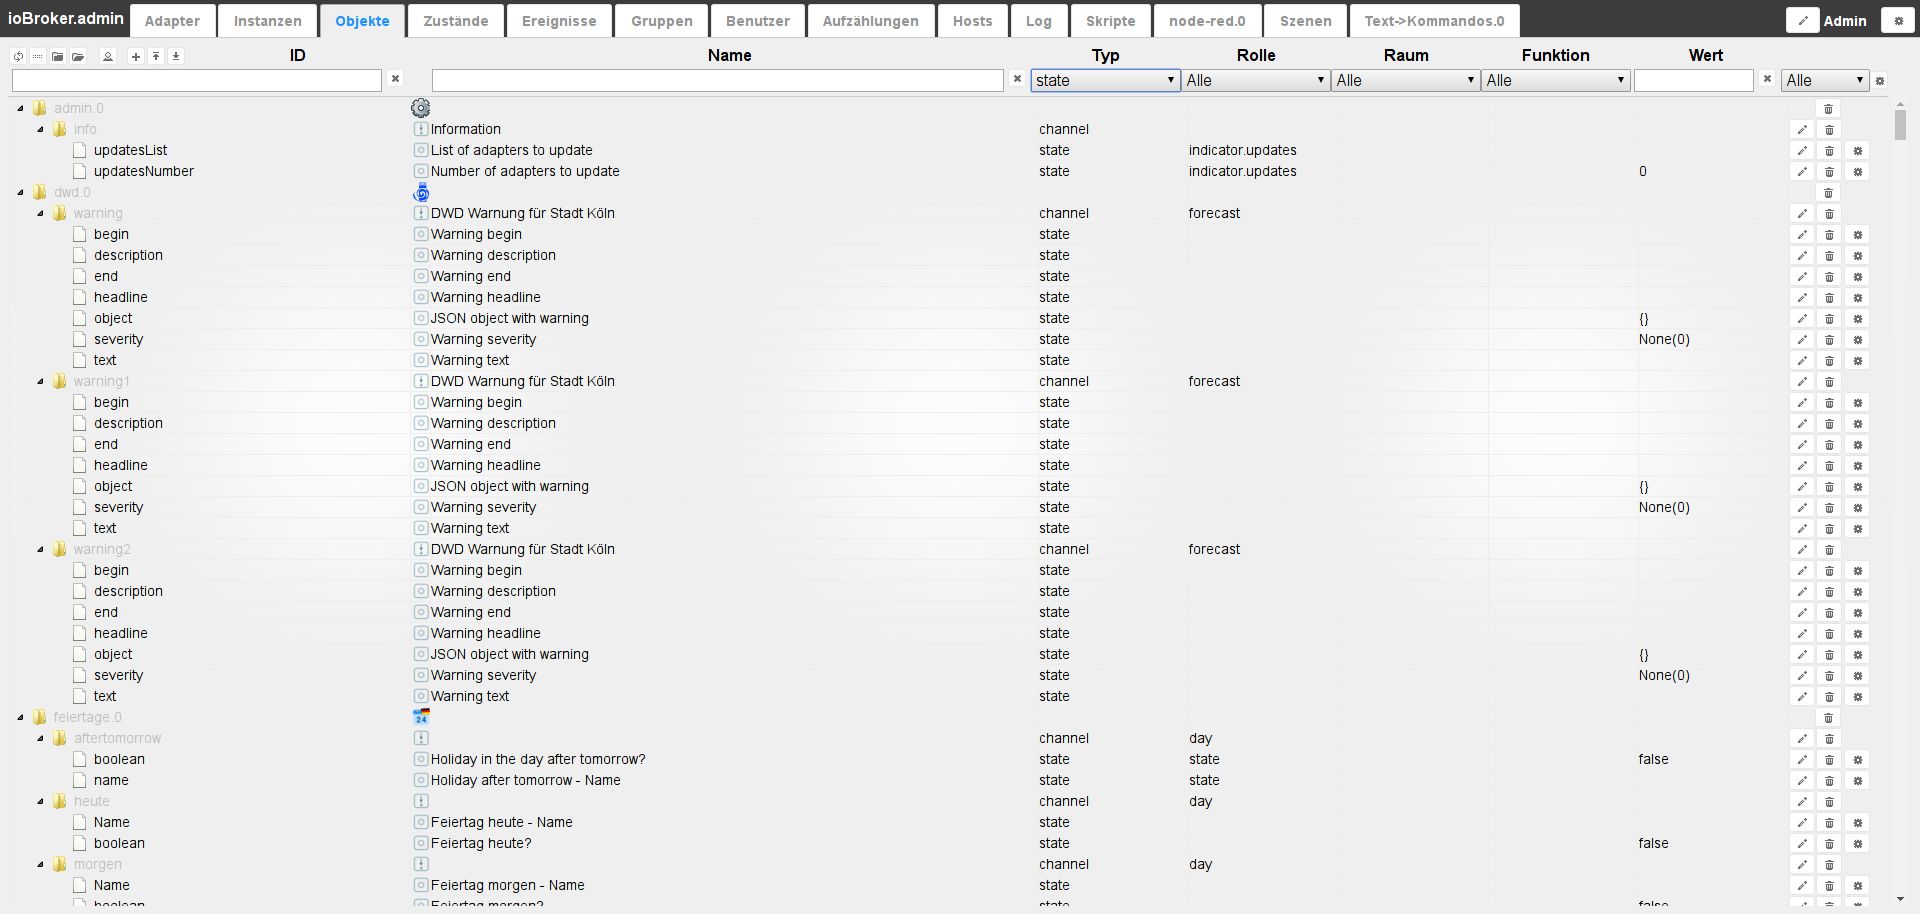 ioBroker.admin Adapter Instanzen Objekte Zustände Ereignisse Gruppen Benutzer Aufzählungen Hosts Log Skripte node-red.0 Szenen Text->Kommandos.0 Admin
ID Name Typ Rolle Raum Funktion Wert
state Alle Alle Alle Alle
admin.0
info Information channel
updatesList List of adapters to update state indicator.updates
updatesNumber Number of adapters to update state indicator.updates 0
dwd.0
warning DWD Warnung für Stadt Köln channel forecast
begin Warning begin state
description Warning description state
end Warning end state
headline Warning headline state
object JSON object with warning state {}
severity Warning severity state None(0)
text Warning text state
warning1 DWD Warnung für Stadt Köln channel forecast
begin Warning begin state
description Warning description state
end Warning end state
headline Warning headline state
object JSON object with warning state {}
severity Warning severity state None(0)
text Warning text state
warning2 DWD Warnung für Stadt Köln channel forecast
begin Warning begin state
description Warning description state
end Warning end state
headline Warning headline state
object JSON object with warning state {}
severity Warning severity state None(0)
text Warning text state
feiertage.0 24
aftertomorrow channel day
boolean Holiday in the day after tomorrow? state state false
name Holiday after tomorrow - Name state state
heute channel day
Name Feiertag heute - Name state
boolean Feiertag heute? state false
morgen channel day
Name Feiertag morgen - Name state
boolean Feiertag morgen? state false